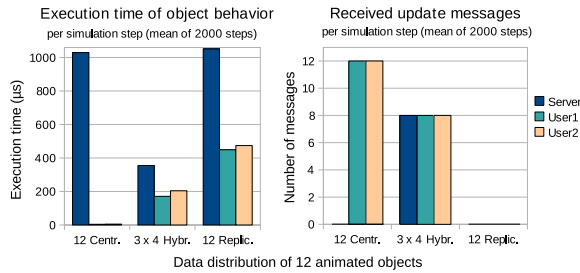 Execution time of object behavior
per simulation step (mean of 2000 steps)
Execution time (µs)
1000
800
600
400
200
0
12 Centr.
3 x 4 Hybr.
12 Replic.
Received update messages
per simulation step (mean of 2000 steps)
Number of messages
12
10
8
6
4
2
0
12 Centr.
3 x 4 Hybr.
12 Replic.
Server
User1
User2
Data distribution of 12 animated objects